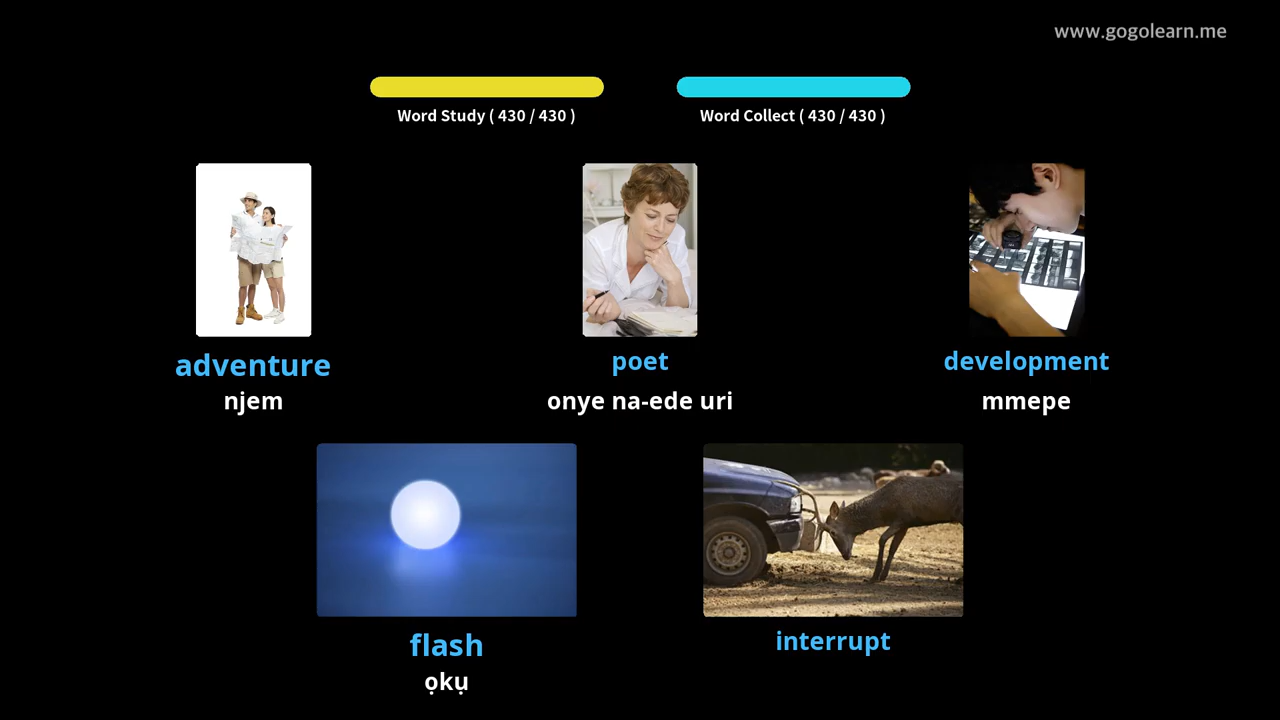 www.gogolearn.me
Word Study ( 430 / 430 )
Word Collect ( 430 / 430 )
adventure
njem
poet
onye na-ede uri
development
mmepe
flash
ọkụ
interrupt